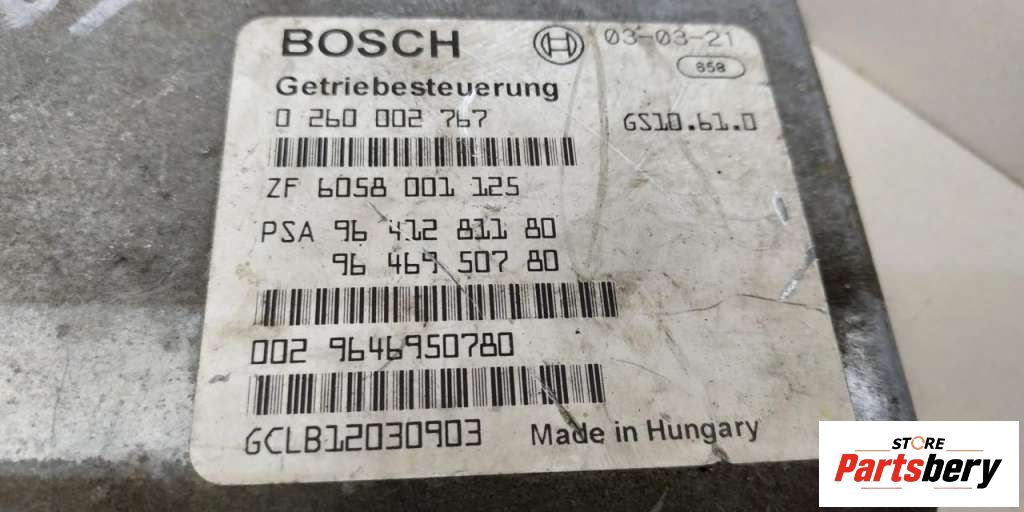 BOSCH 03-03-21
858
Getriebesteuerung
0 260 002 767 GS10.61.0
ZF 6058 001 125
PSA 96 412 811 80
96 469 507 80
002 9646950780
GCLB12030903 Made in Hungary
STORE
Partsbery